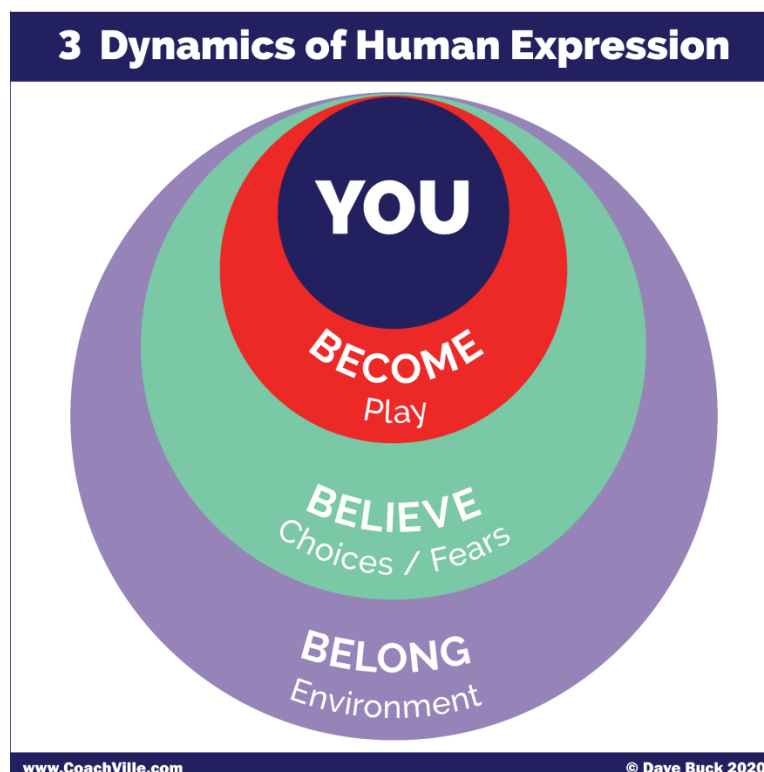 3 Dynamics of Human Expression
YOU
BECOME
Play
BELIEVE
Choices / Fears
BELONG
Environment
www.CoachVille.com
© Dave Buck 2020